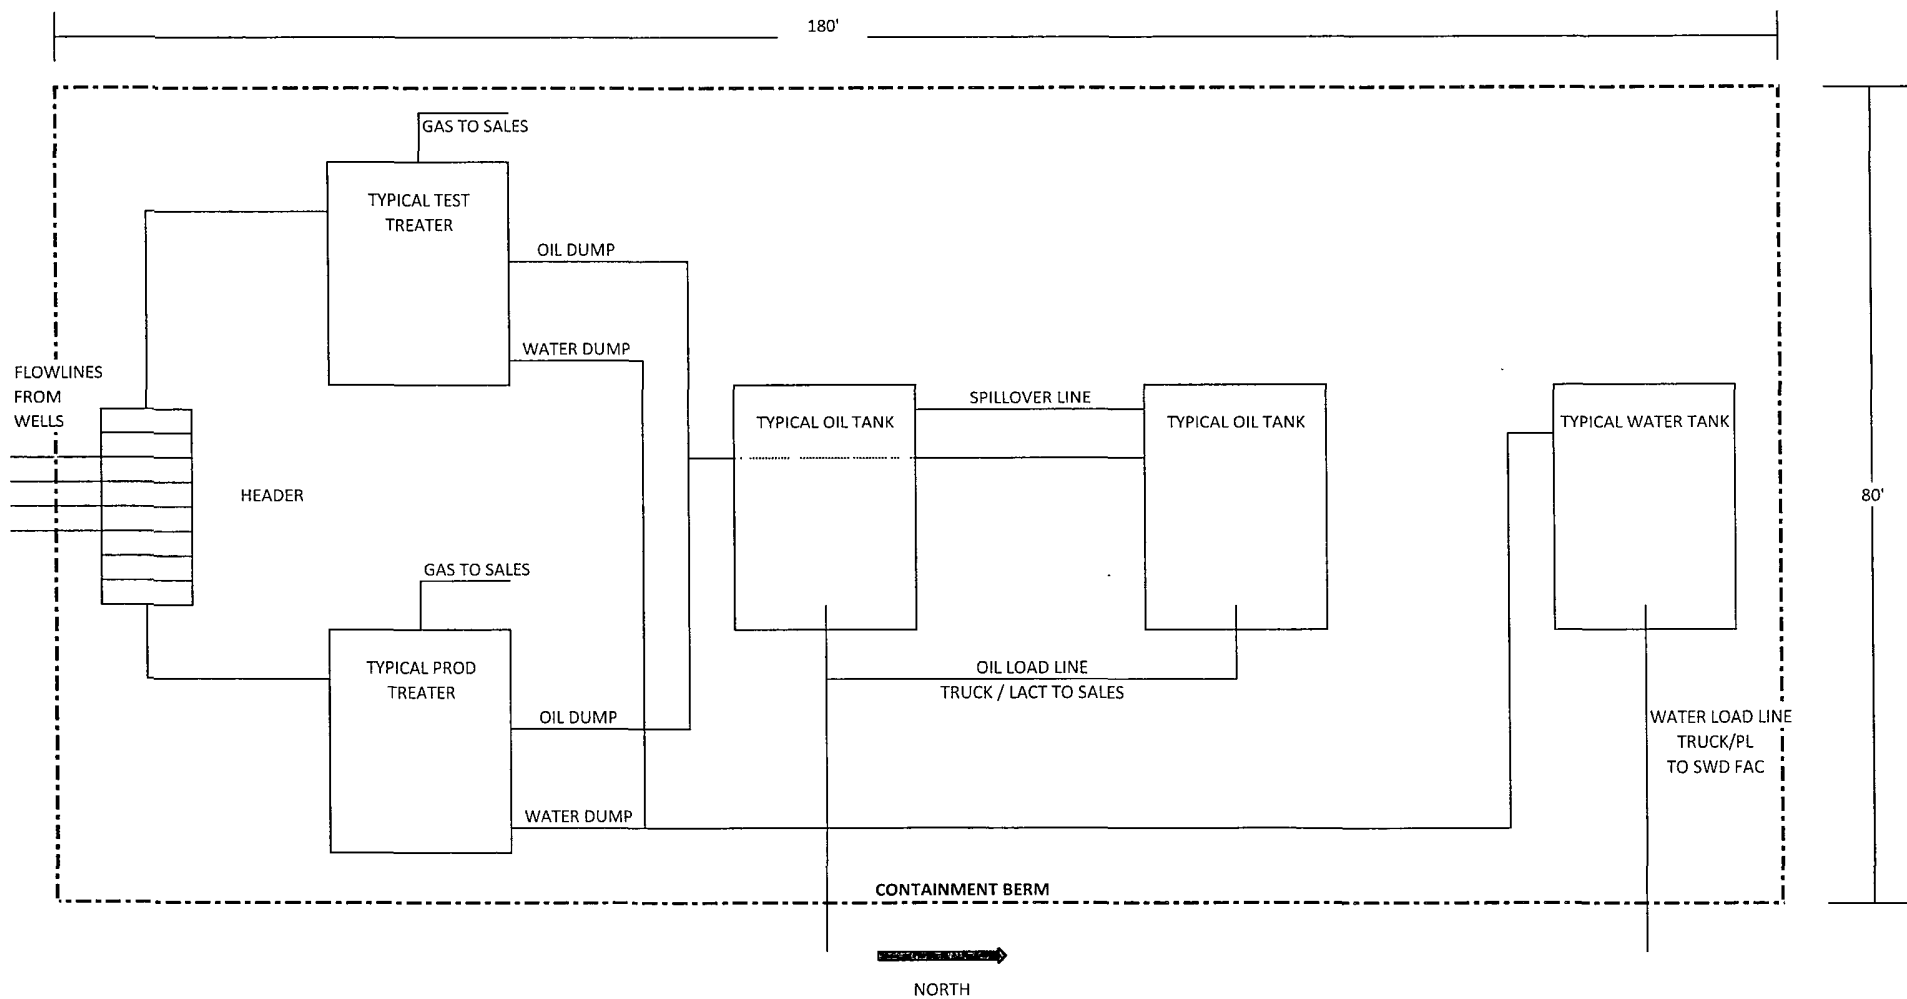 180'
GAS TO SALES
TYPICAL TEST
TREATER
OIL DUMP
WATER DUMP
FLOWLINES
FROM
WELLS
SPILLOVER LINE
TYPICAL OIL TANK
TYPICAL OIL TANK
TYPICAL WATER TANK
HEADER
80'
GAS TO SALES
TYPICAL PROD
TREATER
OIL LOAD LINE
TRUCK / LACT TO SALES
OIL DUMP
WATER LOAD LINE
TRUCK/PL
TO SWD FAC
WATER DUMP
CONTAINMENT BERM
NORTH